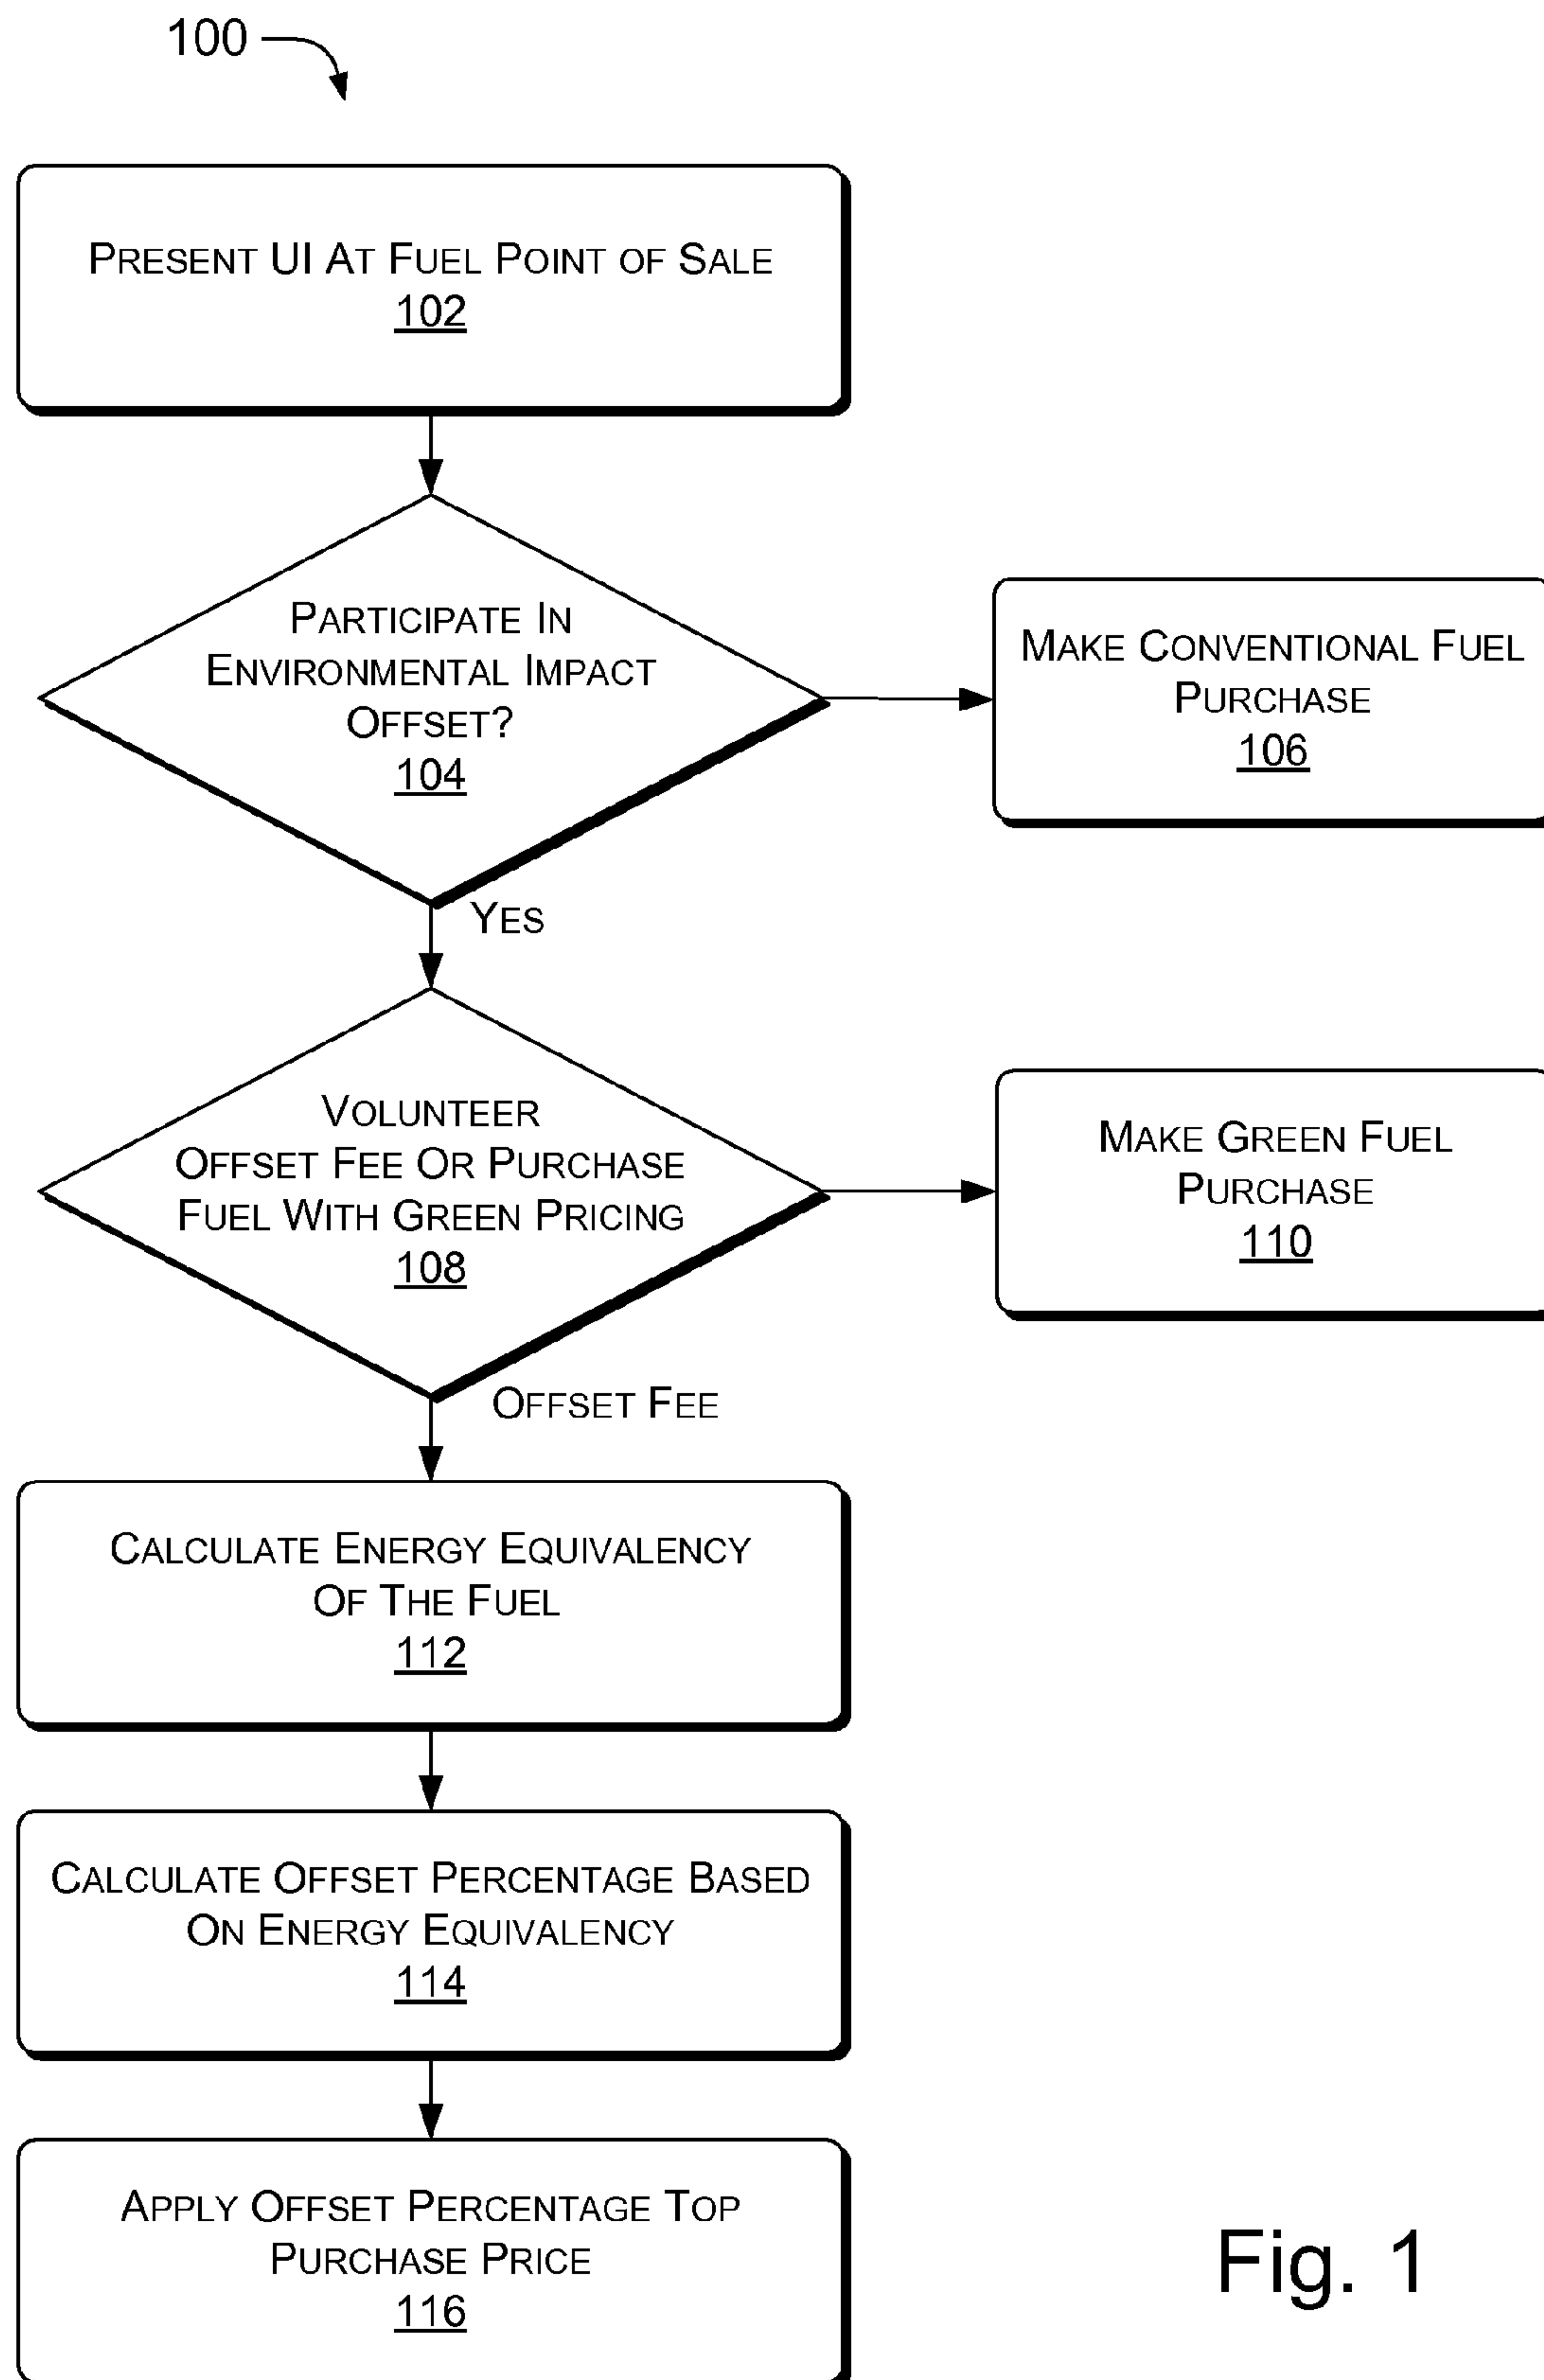 100
PRESENT UI AT FUEL POINT OF SALE
102
PARTICIPATE IN
ENVIRONMENTAL IMPACT
OFFSET?
104
MAKE CONVENTIONAL FUEL
PURCHASE
106
YES
VOLUNTEER
OFFSET FEE OR PURCHASE
FUEL WITH GREEN PRICING
108
MAKE GREEN FUEL
PURCHASE
110
OFFSET FEE
CALCULATE ENERGY EQUIVALENCY
OF THE FUEL
112
CALCULATE OFFSET PERCENTAGE BASED
ON ENERGY EQUIVALENCY
114
APPLY OFFSET PERCENTAGE TOP
PURCHASE PRICE
116
Fig. 1